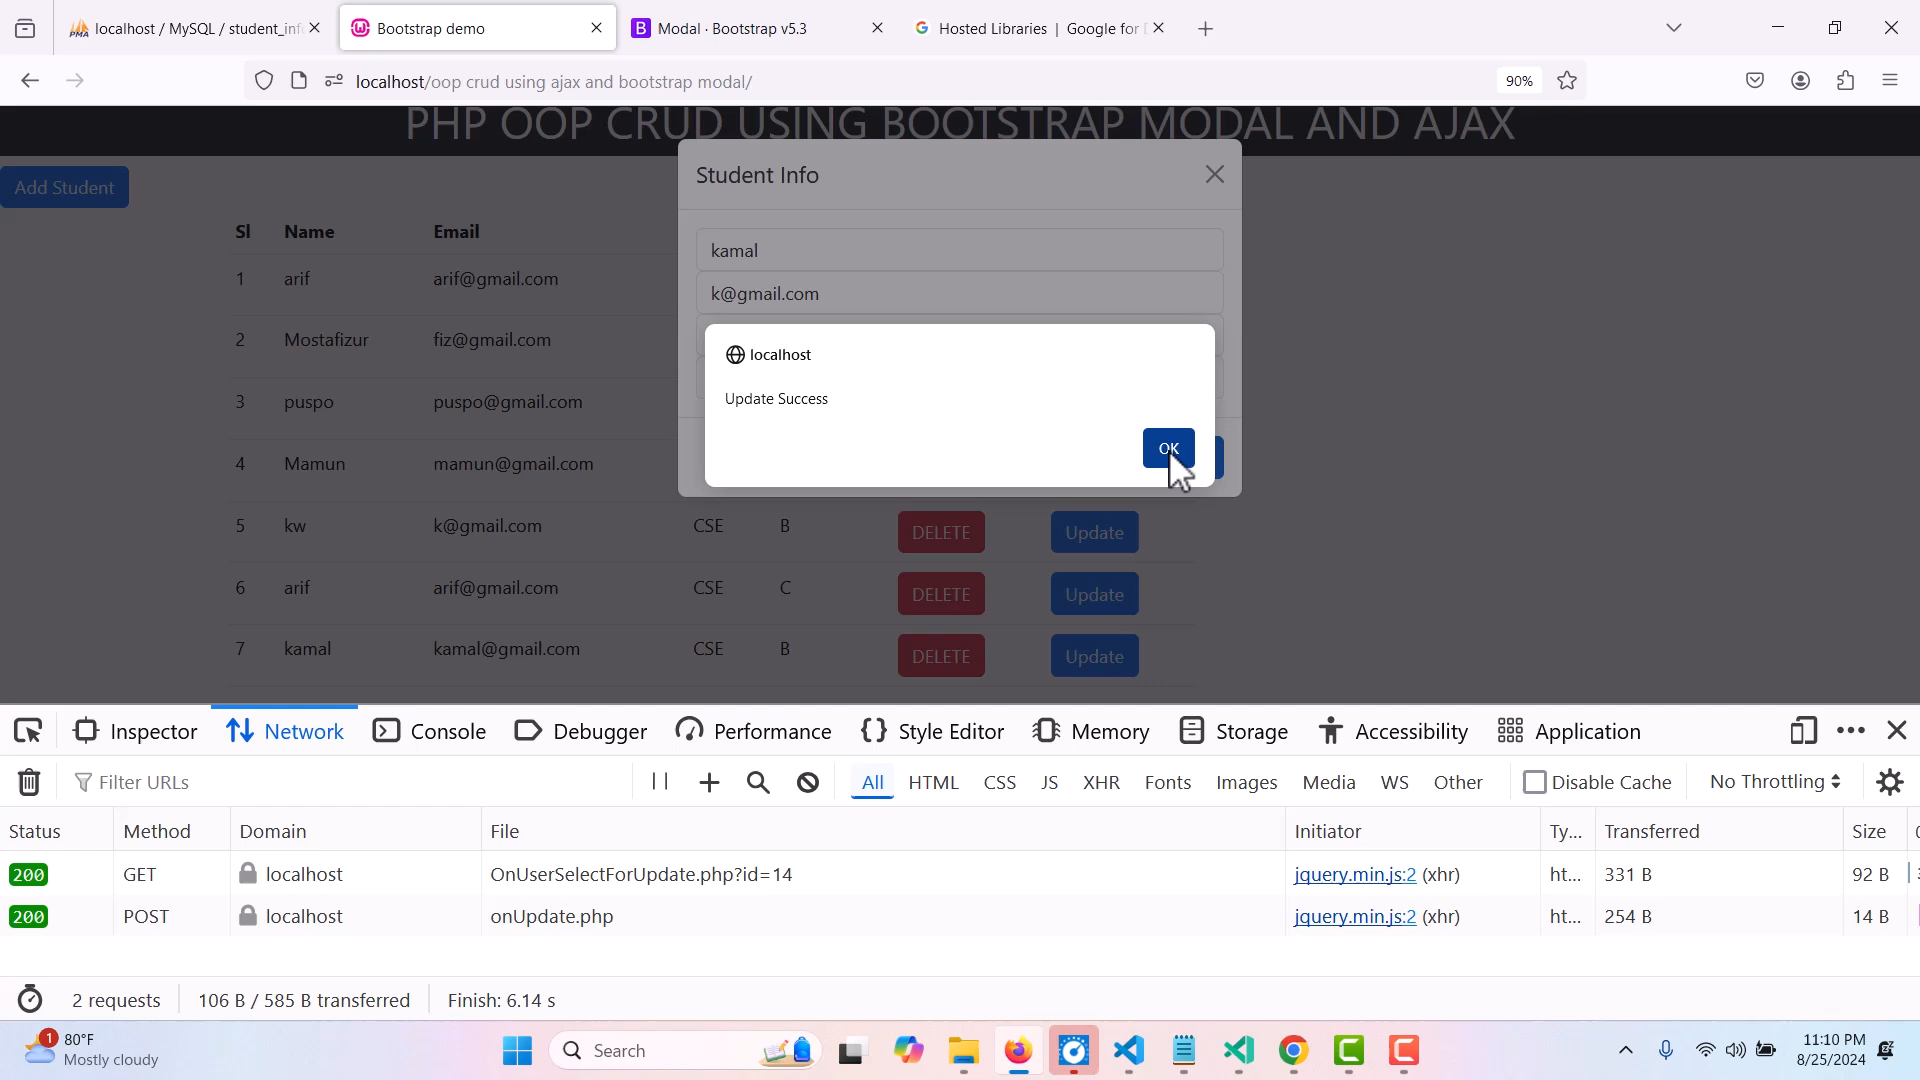 localhost / MySQL / student_inf
Bootstrap demo
Modal · Bootstrap v5.3
Hosted Libraries | Google for D
localhost/oop crud using ajax and bootstrap modal/
90%
PHP OOP CRUD USING BOOTSTRAP MODAL AND AJAX
Add Student
Student Info
Sl Name Email
kamal
k@gmail.com
1 arif arif@gmail.com
2 Mostafizur fiz@gmail.com
3 puspo puspo@gmail.com
4 Mamun mamun@gmail.com
localhost
Update Success
OK
5 kw k@gmail.com CSE B DELETE Update
6 arif arif@gmail.com CSE C DELETE Update
7 kamal kamal@gmail.com CSE B DELETE Update
Inspector Network Console Debugger Performance Style Editor Memory Storage Accessibility Application
Filter URLs All HTML CSS JS XHR Fonts Images Media WS Other Disable Cache No Throttling
Status Method Domain File Initiator Ty... Transferred Size
200 GET localhost OnUserSelectForUpdate.php?id=14 jquery.min.js:2 (xhr) ht... 331 B 92 B
200 POST localhost onUpdate.php jquery.min.js:2 (xhr) ht... 254 B 14 B
2 requests 106 B / 585 B transferred Finish: 6.14 s
1
80°F
Mostly cloudy
Search
11:10 PM
8/25/2024